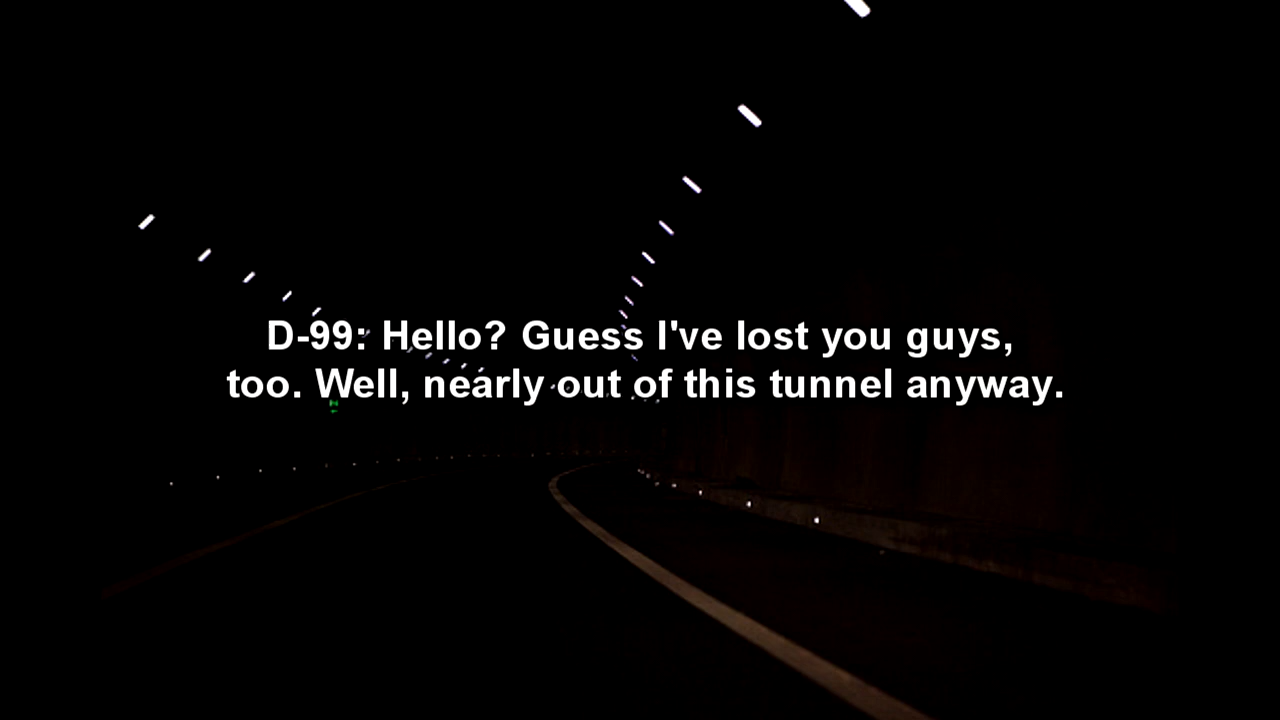 D-99: Hello? Guess I've lost you guys,
too. Well, nearly out of this tunnel anyway.